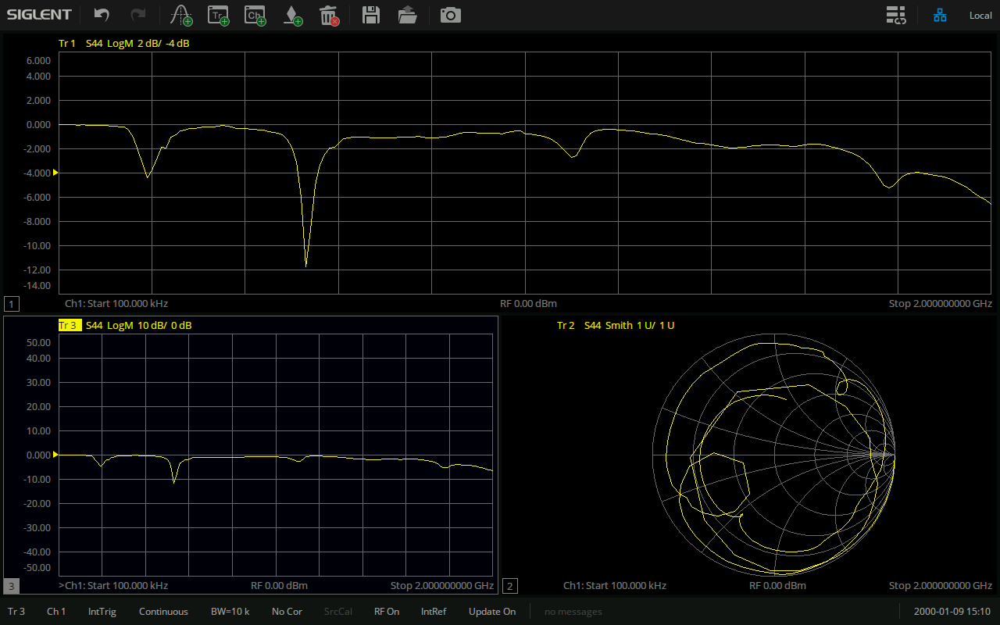 SIGLENT Tr Ch Local
Tr 1 S44 LogM 2 dB/ -4 dB
6.000
4.000
2.000
0.000
-2.000
-4.000
-6.000
-8.000
-10.00
-12.00
-14.00
1 Ch1: Start 100.000 kHz RF 0.00 dBm Stop 2.000000000 GHz
Tr 3 S44 LogM 10 dB/ 0 dB
50.00
40.00
30.00
20.00
10.00
0.000
-10.00
-20.00
-30.00
-40.00
-50.00
3 >Ch1: Start 100.000 kHz RF 0.00 dBm Stop 2.000000000 GHz
Tr 2 S44 Smith 1 U/ 1 U
2 Ch1: Start 100.000 kHz RF 0.00 dBm Stop 2.000000000 GHz
Tr 3 Ch 1 IntTrig Continuous BW=10 k No Cor SrcCal RF On IntRef Update On no messages 2000-01-09 15:10